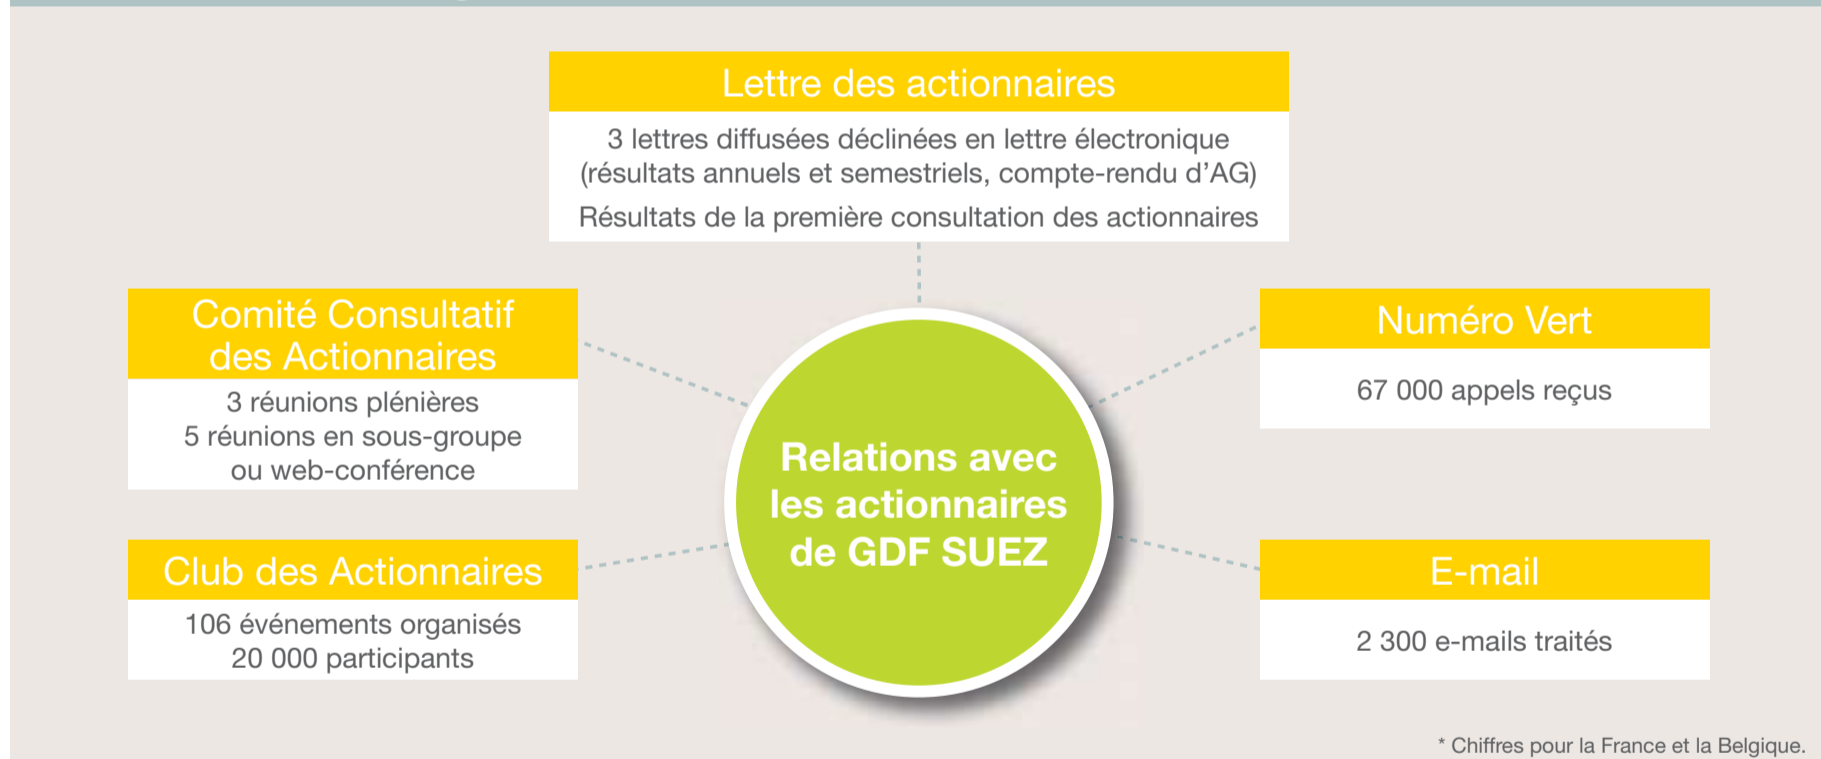 Lettre des actionnaires
3 lettres diffusées déclinées en lettre électronique
(résultats annuels et semestriels, compte-rendu d’AG)
Résultats de la première consultation des actionnaires
Comité Consultatif
des Actionnaires
3 réunions plénières
5 réunions en sous-groupe
ou web-conférence
Numéro Vert
67 000 appels reçus
Relations avec
les actionnaires
de GDF SUEZ
Club des Actionnaires
106 événements organisés
20 000 participants
E-mail
2 300 e-mails traités
* Chiffres pour la France et la Belgique.